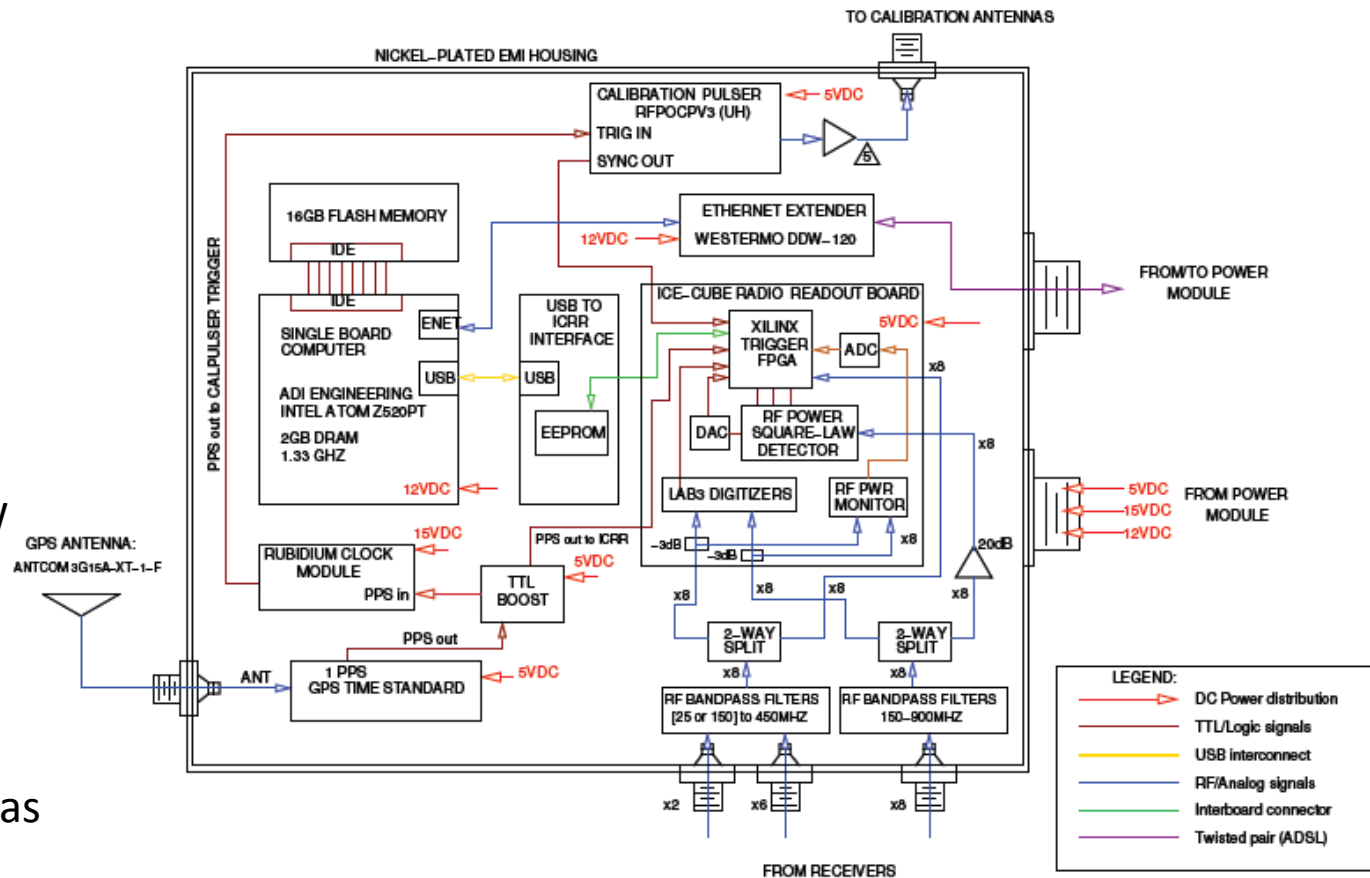 TO CALIBRATION ANTENNAS
NICKEL-PLATED EMI HOUSING
CALIBRATION PULSER
RFPOCPV3 (UH)
TRIG IN
SYNC OUT
5VDC
5
16GB FLASH MEMORY
IDE
IDE
ETHERNET EXTENDER
WESTERMO DDW-120
12VDC
FROM/TO POWER
MODULE
PPS out to CALPULSER TRIGGER
SINGLE BOARD
COMPUTER
ENET
USB
ADI ENGINEERING
INTEL ATOM Z520PT
2GB DRAM
1.33 GHZ
12VDC
USB TO
ICRR
INTERFACE
USB
EEPROM
ICE-CUBE RADIO READOUT BOARD
XILINX
TRIGGER
FPGA
5VDC
ADC
x8
DAC
RF POWER
SQUARE-LAW
DETECTOR
x8
LAB3 DIGITIZERS
RF PWR
MONITOR
-3dB
-3dB
x8
20dB
5VDC
15VDC
12VDC
FROM POWER
MODULE
y
GPS ANTENNA:
ANTCOM 3G15A-XT-1-F
15VDC
RUBIDIUM CLOCK
MODULE
PPS in
PPS out to ICRR
5VDC
TTL
BOOST
PPS out
ANT
1 PPS
GPS TIME STANDARD
5VDC
x8
x8
x8
x8
2-WAY
SPLIT
2-WAY
SPLIT
x8
x8
RF BANDPASS FILTERS
[25 or 150] to 450MHZ
RF BANDPASS FILTERS
150-900MHZ
x2
x6
x8
FROM RECEIVERS
as
LEGEND:
DC Power distribution
TTL/Logic signals
USB interconnect
RF/Analog signals
Interboard connector
Twisted pair (ADSL)